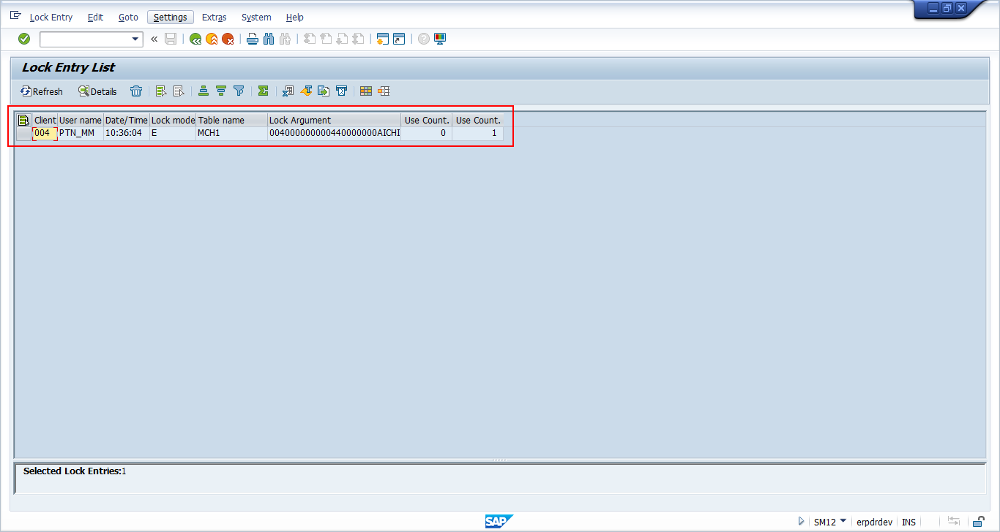 Lock Entry Edit Goto Settings Extras System Help
Lock Entry List
Refresh Details
Client User name Date/Time Lock mode Table name Lock Argument Use Count. Use Count.
004 PTN_MM 10:36:04 E MCH1 004000000000440000000AICHI 0 1
Selected Lock Entries:1
SAP SM12 erpdrdev INS